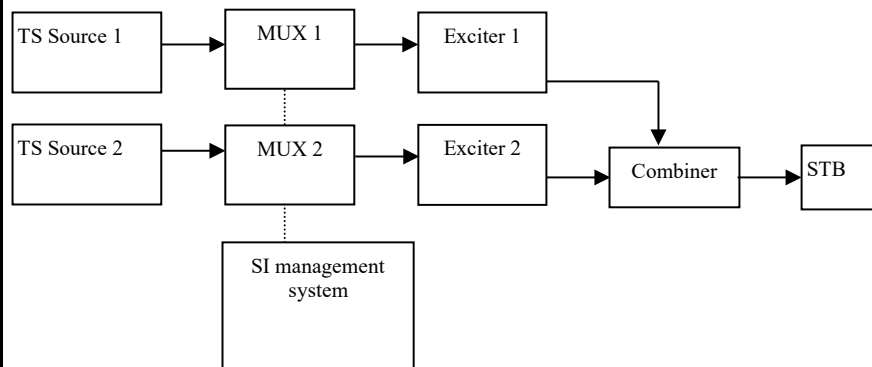 TS Source 1
MUX 1
Exciter 1
TS Source 2
MUX 2
Exciter 2
Combiner
STB
SI management
system